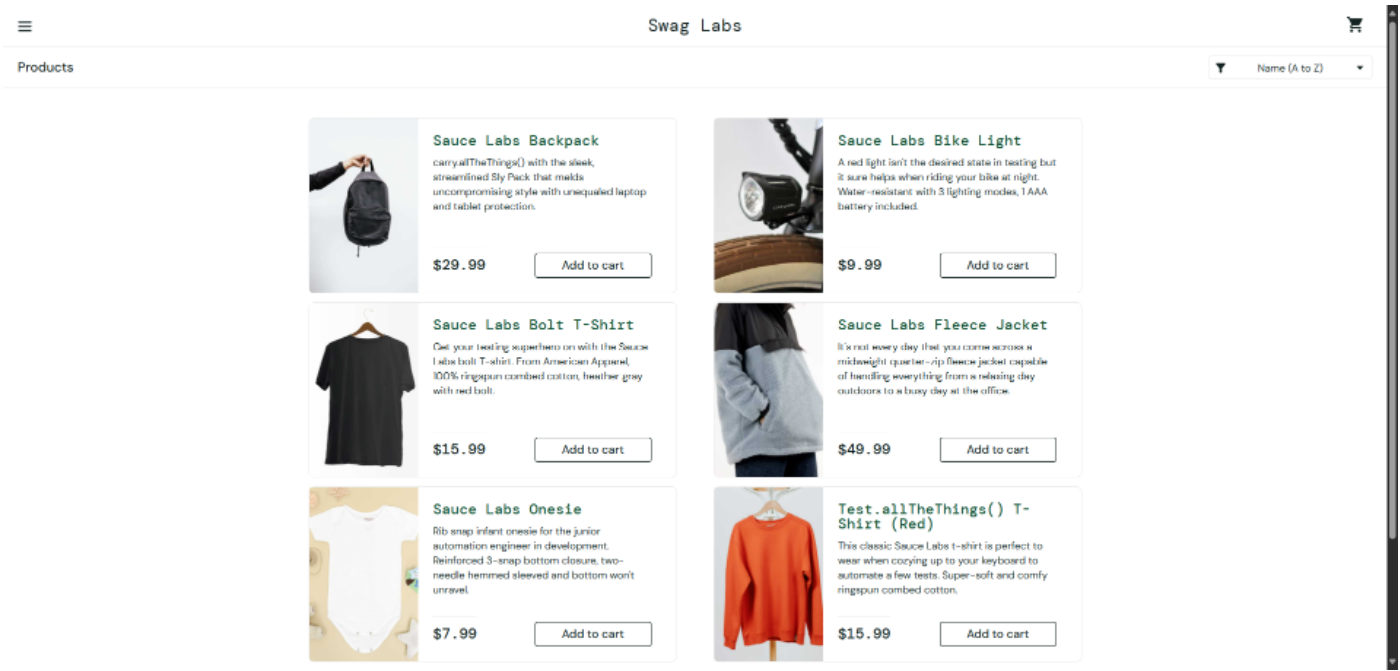 Swag Labs
Products
Name (A to Z)
Sauce Labs Backpack
carry.allTheThings() with the sleek,
streamlined Sly Pack that melds
uncompromising style with unequaled laptop
and tablet protection.
$29.99
Add to cart
Sauce Labs Bike Light
A red light isn't the desired state in testing but
it sure helps when riding your bike at night.
Water-resistant with 3 lighting modes, 1 AAA
battery included.
$9.99
Add to cart
Sauce Labs Bolt T-Shirt
Get your testing superhero on with the Sauce
Labs bolt T-shirt. From American Apparel,
100% ringspun combed cotton, heather gray
with red bolt.
$15.99
Add to cart
Sauce Labs Fleece Jacket
It's not every day that you come across a
midweight quarter-zip fleece jacket capable
of handling everything from a relaxing day
outdoors to a busy day at the office.
$49.99
Add to cart
Sauce Labs Onesie
Rib snap infant onesie for the junior
automation engineer in development.
Reinforced 3-snap bottom closure, two-
needle hemmed sleeved and bottom won't
unravel.
$7.99
Add to cart
Test.allTheThings() T-
Shirt (Red)
This classic Sauce Labs t-shirt is perfect to
wear when cozying up to your keyboard to
automate a few tests. Super-soft and comfy
ringspun combed cotton.
$15.99
Add to cart